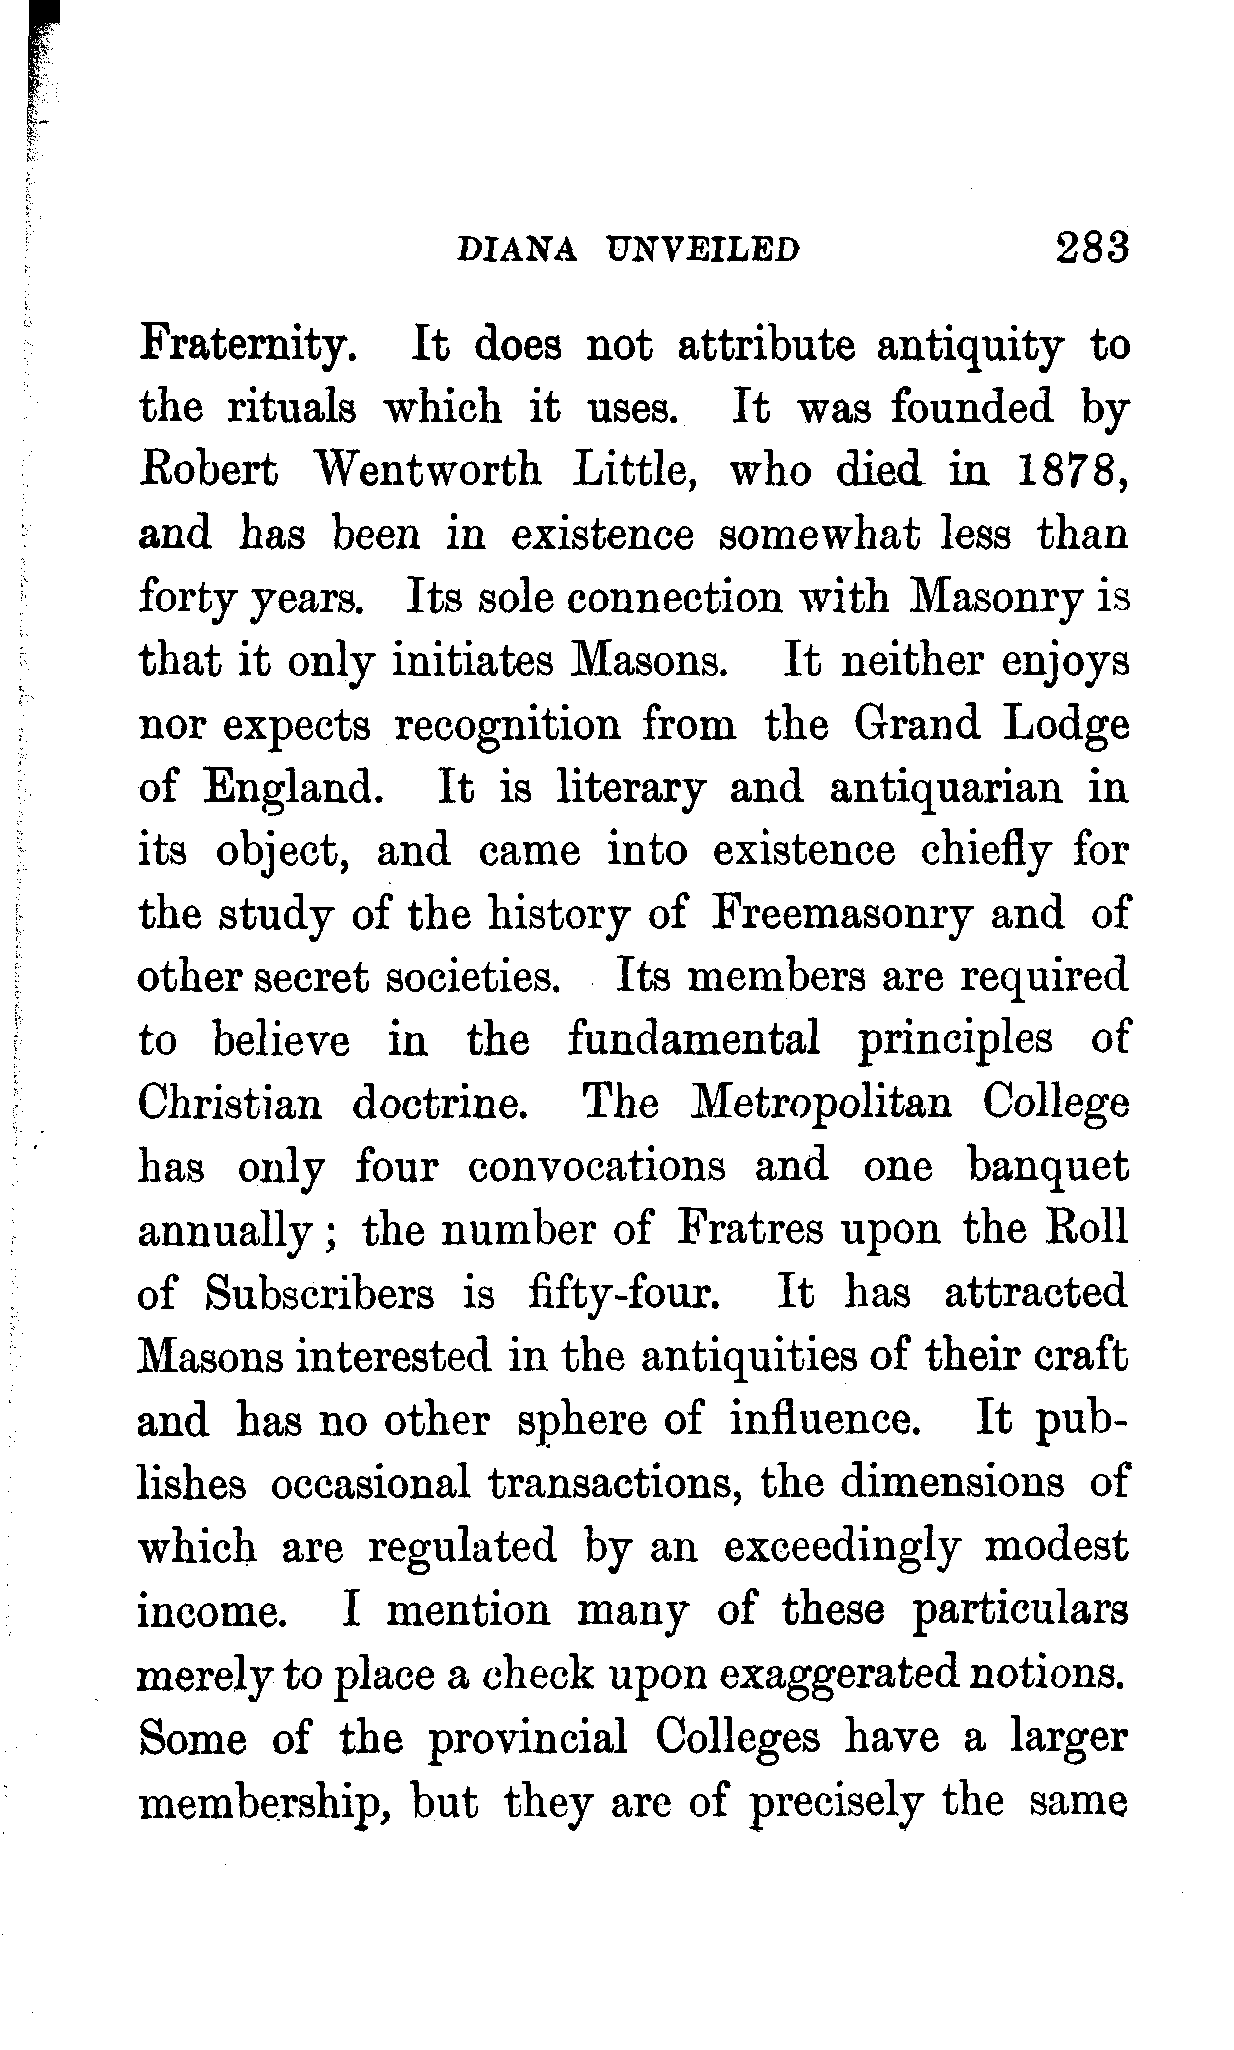 DIANA UNVEILED 283
Fraternity. It does not attribute antiquity to
the rituals which it uses. It was founded by
Robert Wentworth Little, who died in 1878,
and has been in existence somewhat less than
forty years. Its sole connection with Masonry is
that it only initiates Masons. It neither enjoys
nor expects recognition from the Grand Lodge
of England. It is literary and antiquarian in
its object, and came into existence chiefly for
the study of the history of Freemasonry and of
other secret societies. Its members are required
to believe in the fundamental principles of
Christian doctrine. The Metropolitan College
has only four convocations and one banquet
annually ; the number of Fratres upon the Roll
of Subscribers is fifty-four. It has attracted
Masons interested in the antiquities of their craft
and has no other sphere of influence. It pub-
lishes occasional transactions, the dimensions of
which are regulated by an exceedingly modest
income. I mention many of these particulars
merely to place a check upon exaggerated notions.
Some of the provincial Colleges have a larger
membership, but they are of precisely the same